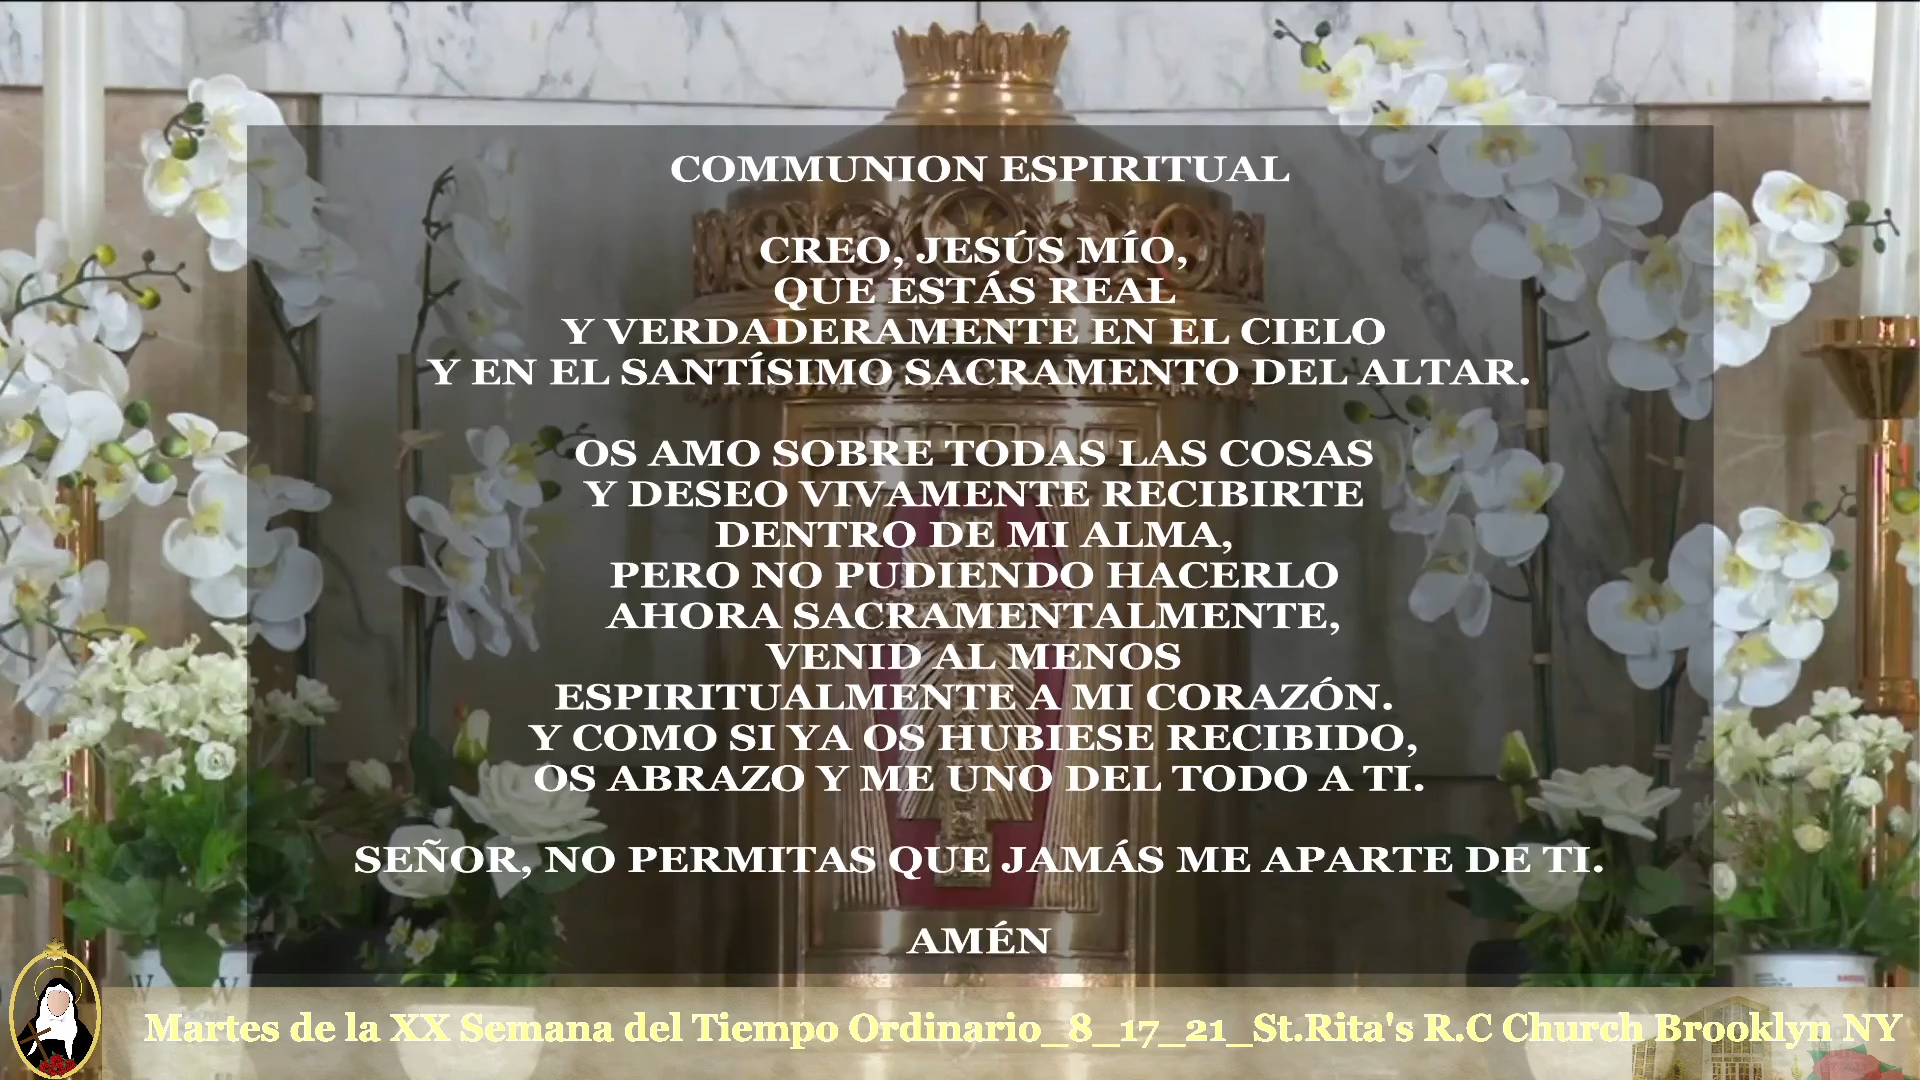 COMMUNION ESPIRITUAL
CREO, JESÚS MÍO,
QUE ESTÁS REAL
Y VERDADERAMENTE EN EL CIELO
Y EN EL SANTÍSIMO SACRAMENTO DEL ALTAR.
OS AMO SOBRE TODAS LAS COSAS
Y DESEO VIVAMENTE RECIBIRTE
DENTRO DE MI ALMA,
PERO NO PUDIENDO HACERLO
AHORA SACRAMENTALMENTE,
VENID AL MENOS
ESPIRITUALMENTE A MI CORAZÓN.
Y COMO SI YA OS HUBIESE RECIBIDO,
OS ABRAZO Y ME UNO DEL TODO A TI.
SEÑOR, NO PERMITAS QUE JAMÁS ME APARTE DE TI.
AMÉN
Martes de la XX Semana del Tiempo Ordinario_8_17_21_St.Rita's R.C Church Brooklyn NY